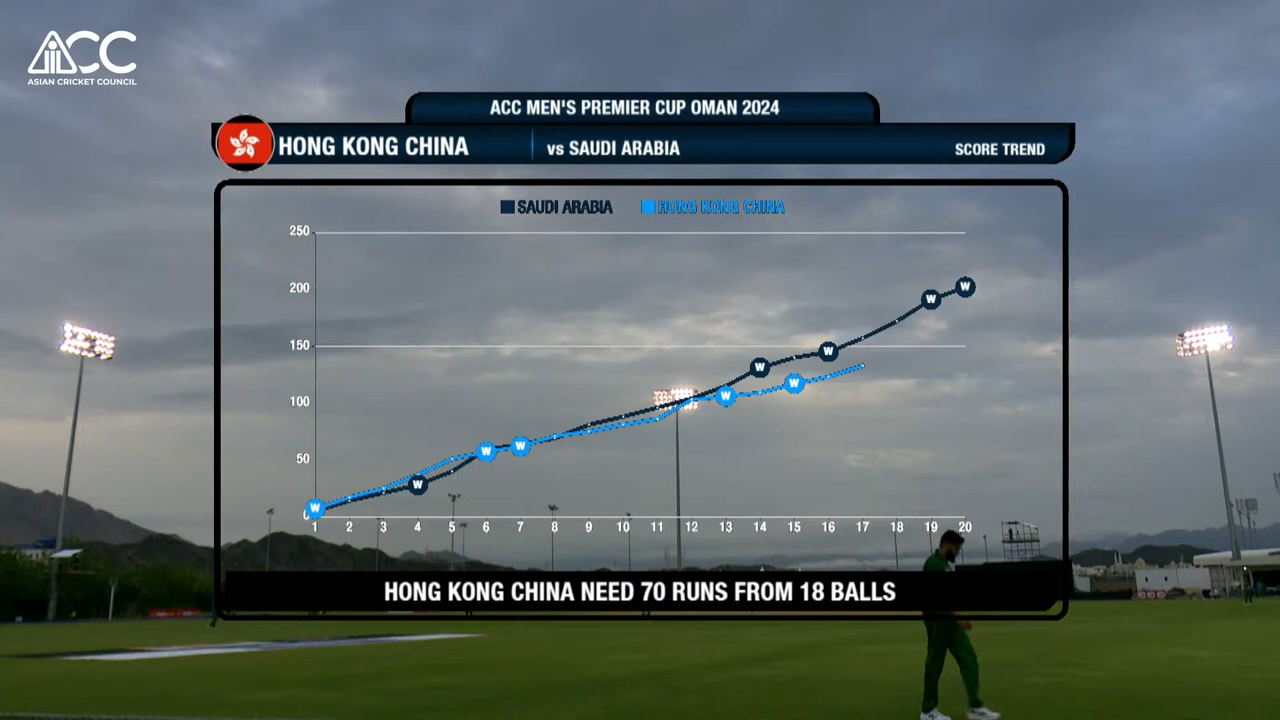 ACC
ASIAN CRICKET COUNCIL
ACC MEN'S PREMIER CUP OMAN 2024
HONG KONG CHINA vs SAUDI ARABIA SCORE TREND
SAUDI ARABIA HONG KONG CHINA
250
200
W W
150
W W
100
W W
50
W W W
0 W
1 2 3 4 5 6 7 8 9 10 11 12 13 14 15 16 17 18 19 20
HONG KONG CHINA NEED 70 RUNS FROM 18 BALLS